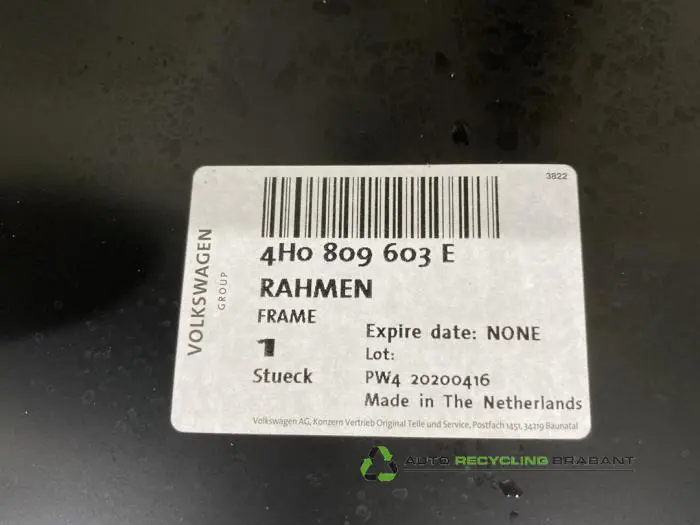 3822
VOLKSWAGEN
GROUP
4H0 809 603 E
RAHMEN
FRAME
1
Stueck
Expire date: NONE
Lot:
PW4 20200416
Made in The Netherlands
Volkswagen AG, Konzern Vertrieb Original Teile und Service, Postfach 1451, 34219 Baunatal
AUTO RECYCLING BRABANT